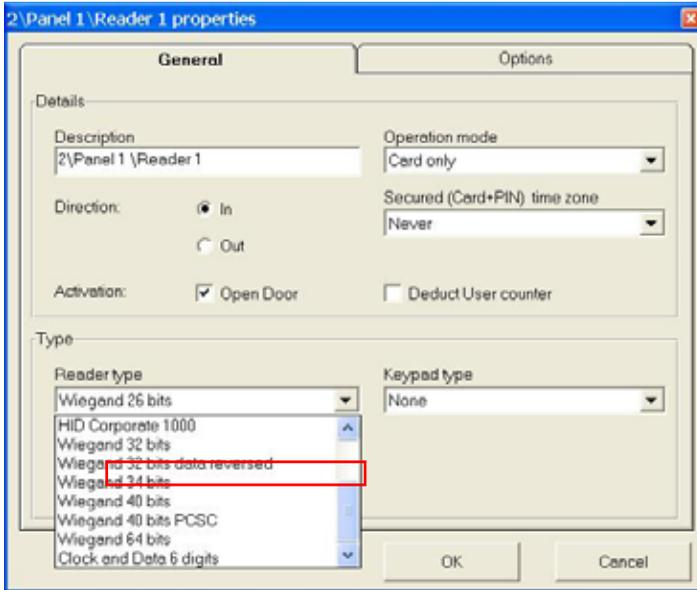 2\Panel 1\Reader 1 properties
General
Options
Details
Description
2\Panel 1 \Reader 1
Operation mode
Card only
Direction:
In
Out
Secured (Card+PIN) time zone
Never
Activation:
Open Door
Deduct User counter
Type
Reader type
Wiegand 26 bits
Keypad type
None
HID Corporate 1000
Wiegand 32 bits
Wiegand 32 bits data reversed
Wiegand 34 bits
Wiegand 40 bits
Wiegand 40 bits PCSC
Wiegand 64 bits
Clock and Data 6 digits
OK
Cancel